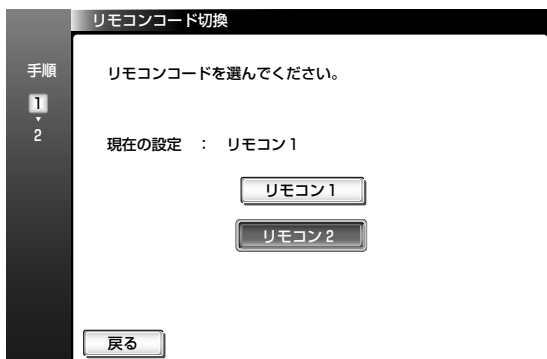 リモコンコード切換
手順
リモコンコードを選んでください。
1
2
現在の設定 : リモコン1
リモコン1
リモコン2
戻る